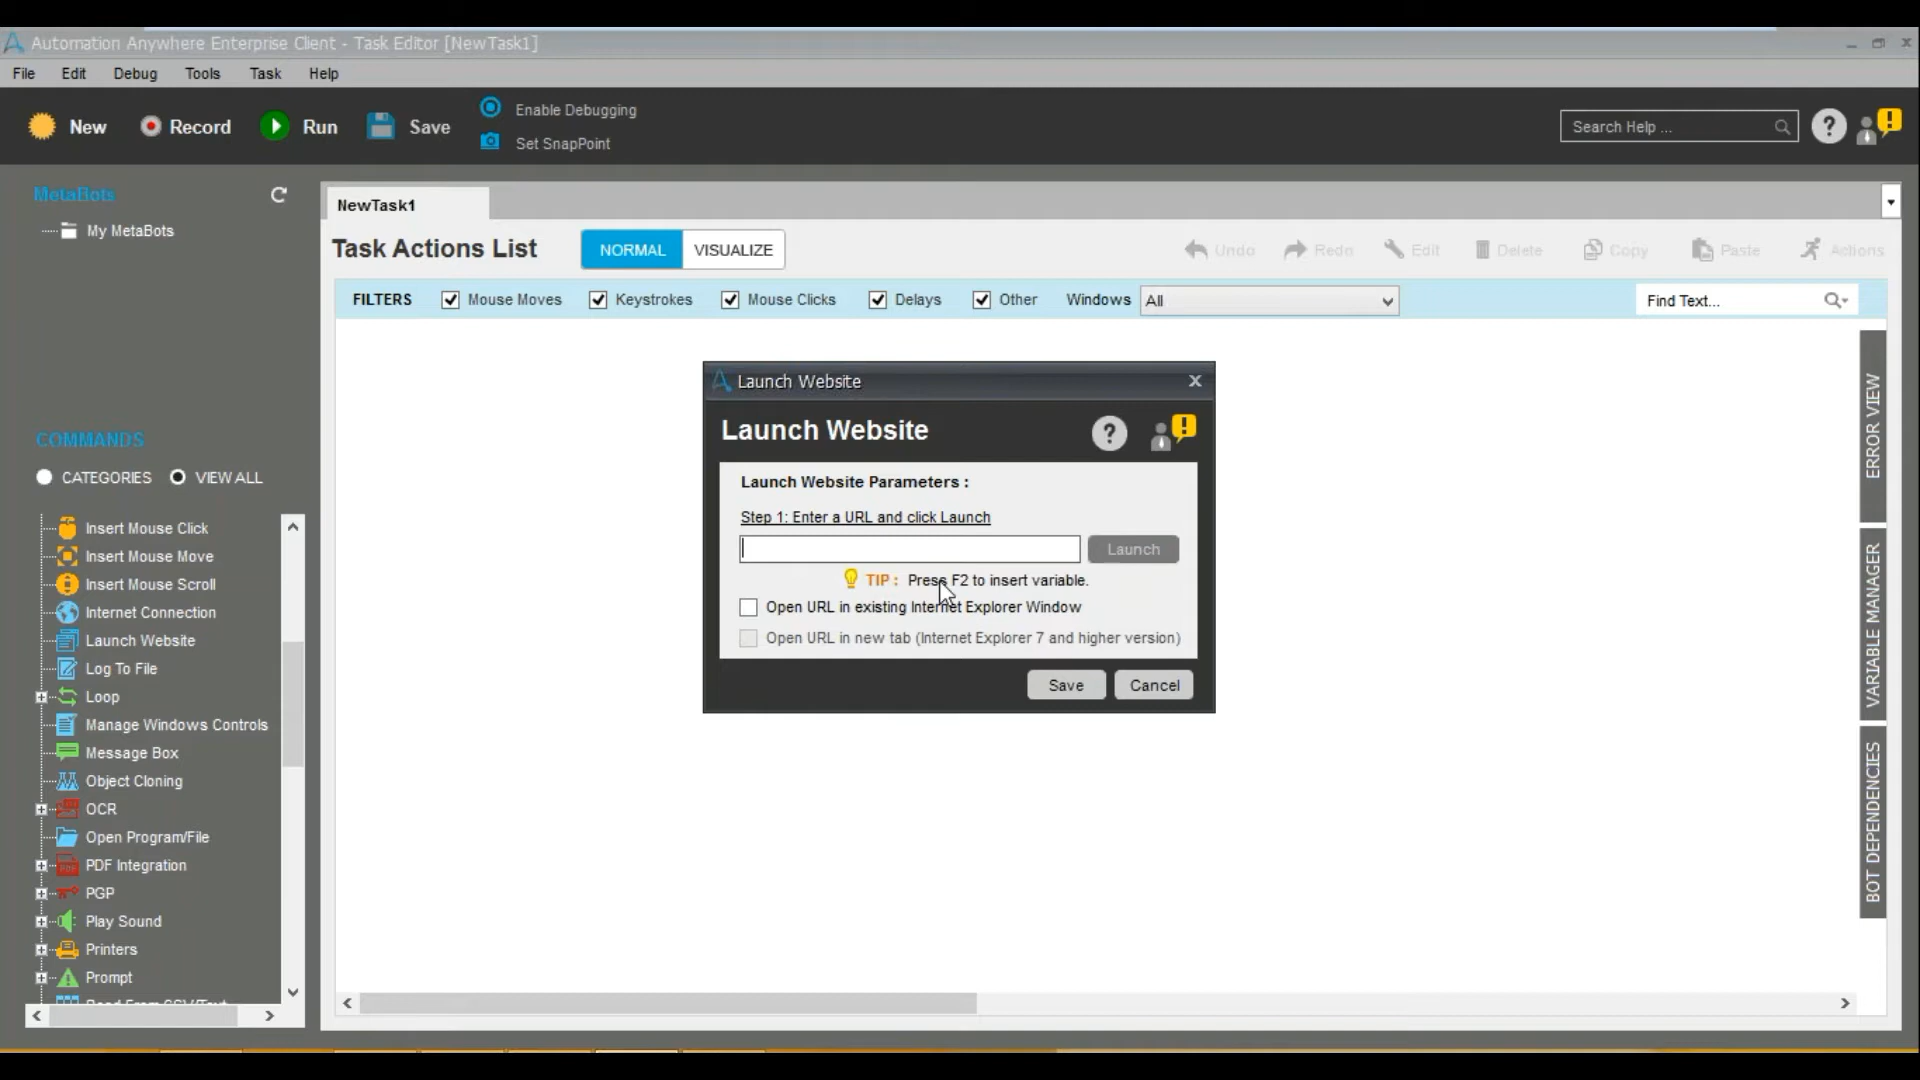 Automation Anywhere Enterprise Client - Task Editor [NewTask1]
File Edit Debug Tools Task Help
New Record Run Save
Enable Debugging
Set SnapPoint
Search Help ...
MetaBots
My MetaBots
COMMANDS
CATEGORIES VIEW ALL
Insert Mouse Click
Insert Mouse Move
Insert Mouse Scroll
Internet Connection
Launch Website
Log To File
Loop
Manage Windows Controls
Message Box
Object Cloning
OCR
Open Program/File
PDF Integration
PGP
Play Sound
Printers
Prompt
Read From CSV/Text
NewTask1
Task Actions List
NORMAL VISUALIZE
Undo Redo Edit Delete Copy Paste Actions
FILTERS Mouse Moves Keystrokes Mouse Clicks Delays Other Windows All Find Text...
Launch Website
Launch Website
Launch Website Parameters :
Step 1: Enter a URL and click Launch
Launch
TIP : Press F2 to insert variable.
Open URL in existing Internet Explorer Window
Open URL in new tab (Internet Explorer 7 and higher version)
Save Cancel
ERROR VIEW
VARIABLE MANAGER
BOT DEPENDENCIES